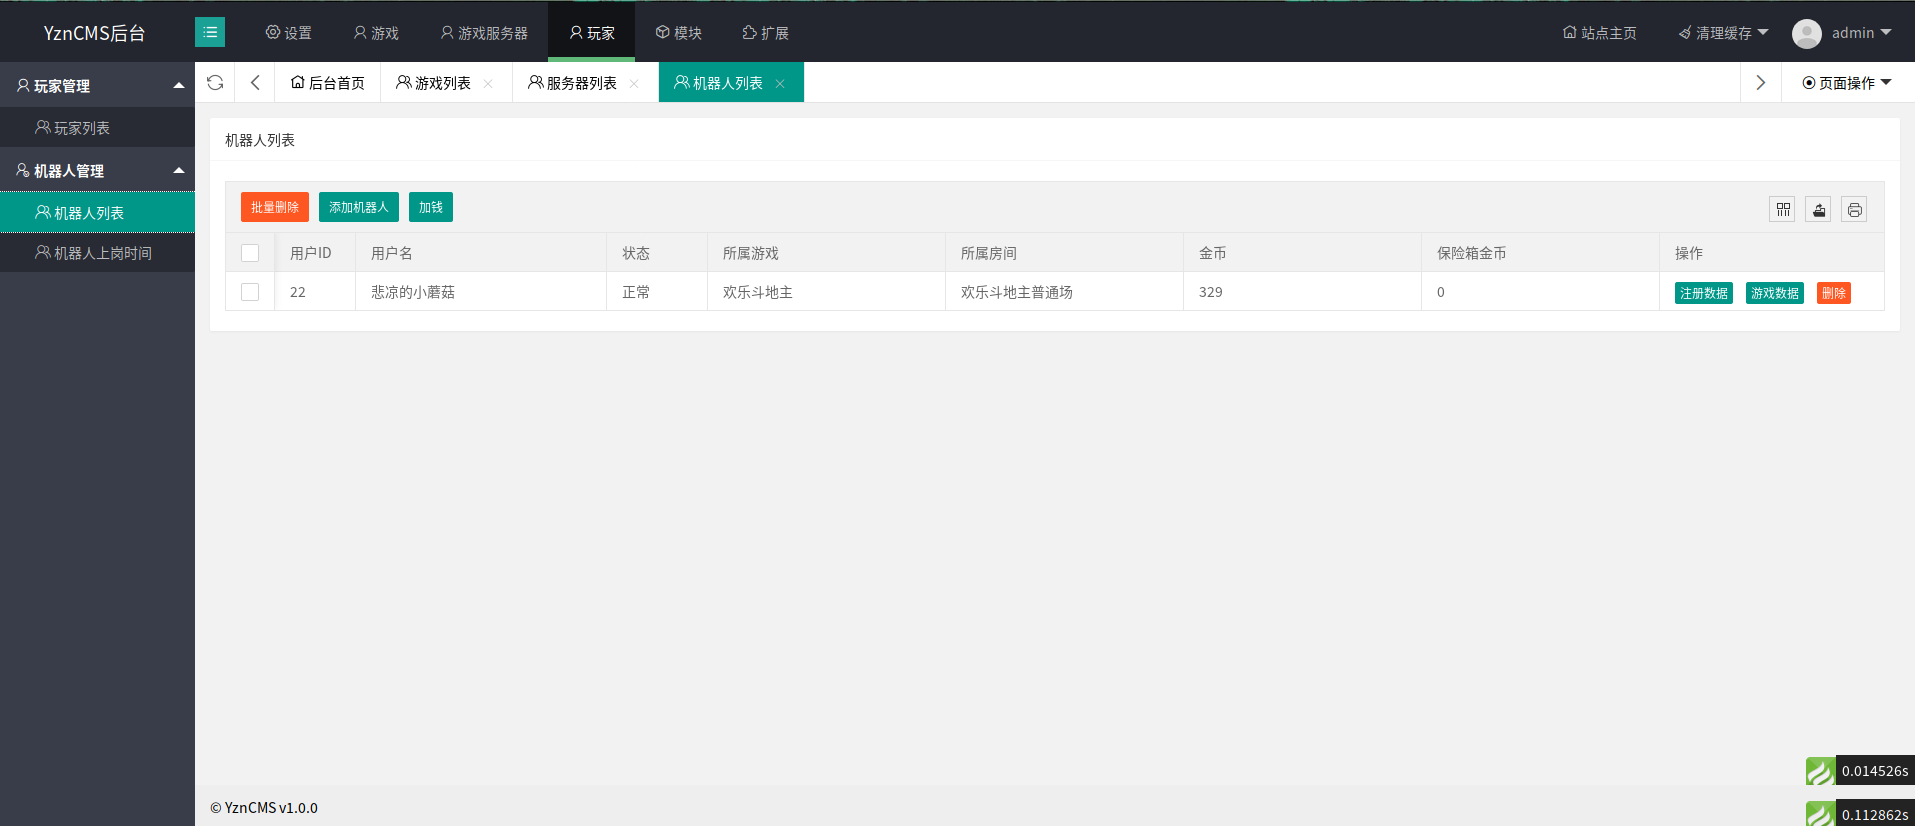 YznCMS后台
设置
游戏
游戏服务器
玩家
模块
扩展
站点主页
清理缓存
admin
玩家管理
玩家列表
机器人管理
机器人列表
机器人上岗时间
后台首页
游戏列表
服务器列表
机器人列表
页面操作
机器人列表
批量删除 添加机器人 加钱
用户ID 用户名 状态 所属游戏 所属房间 金币 保险箱金币 操作
22 悲凉的小蘑菇 正常 欢乐斗地主 欢乐斗地主普通场 329 0 注册数据 游戏数据 删除
0.014526s
© YznCMS v1.0.0
0.112862s